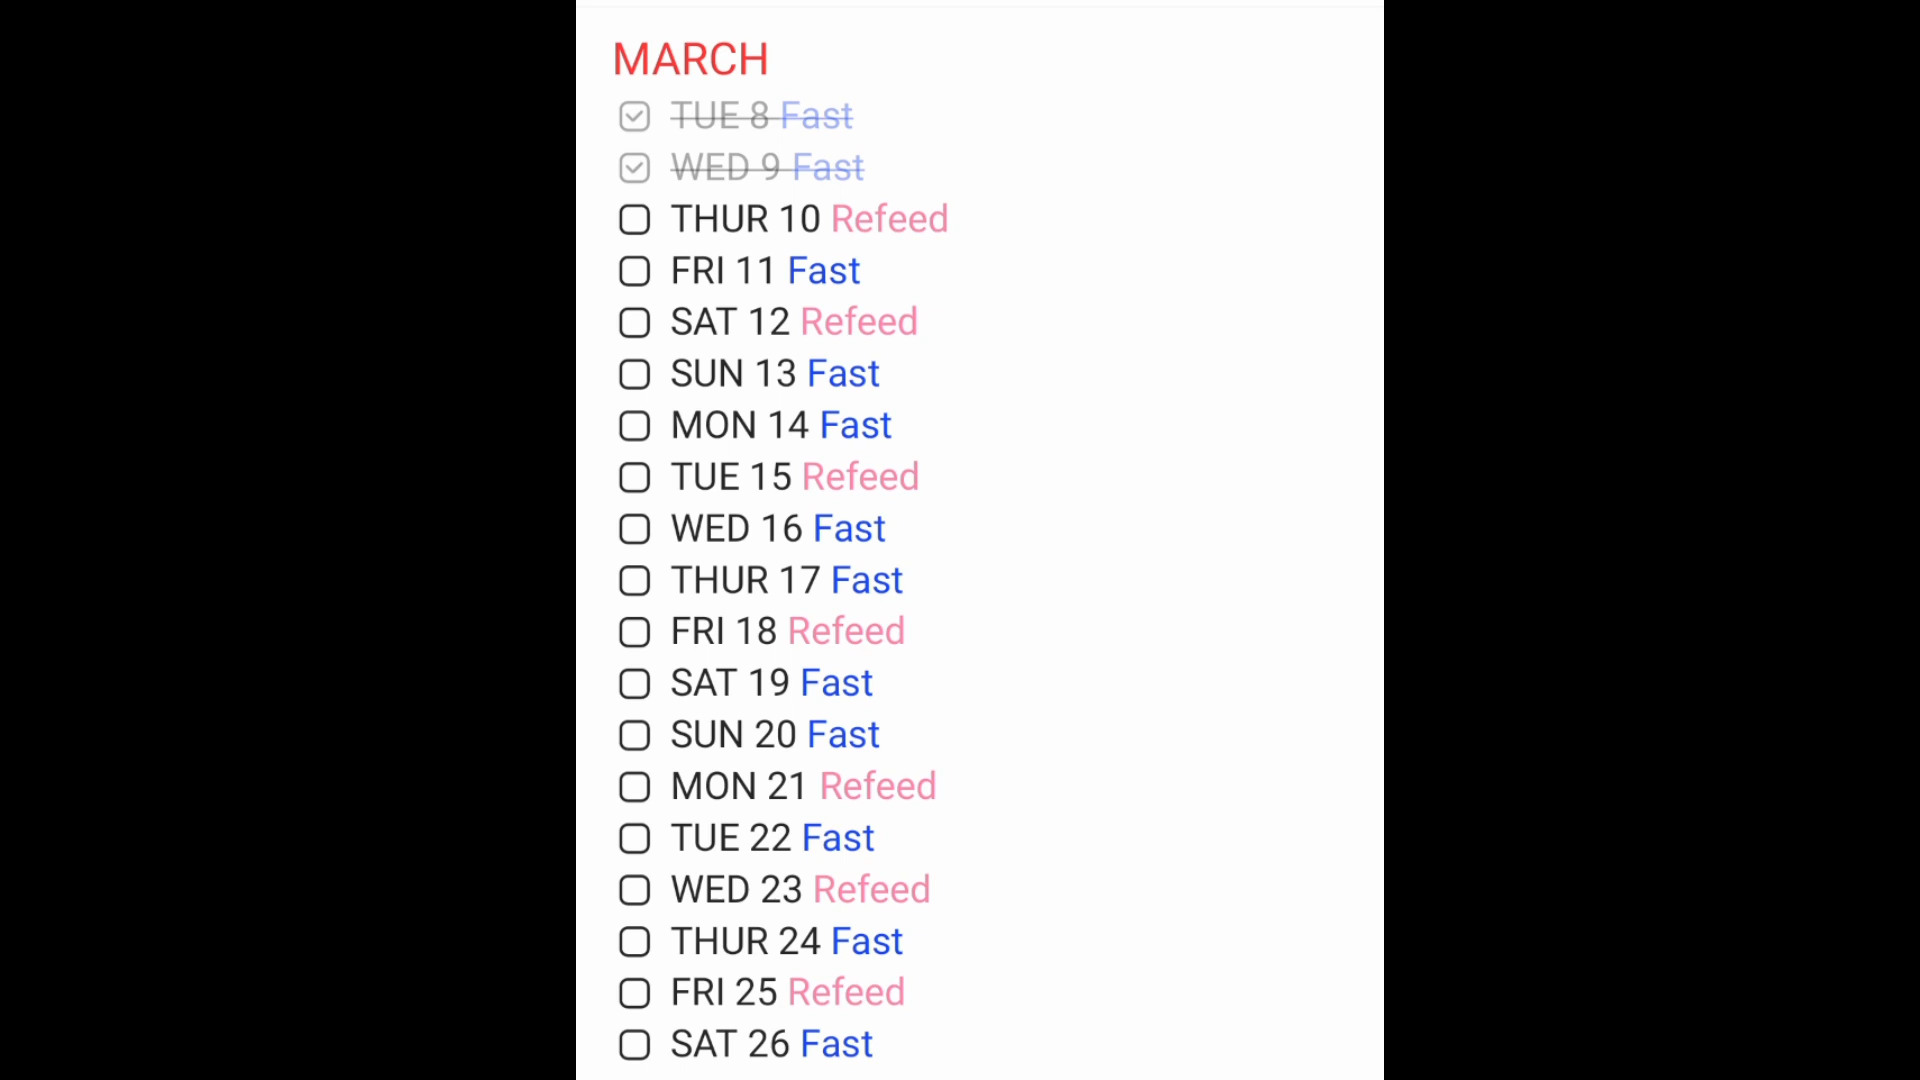 MARCH
TUE 8 Fast
WED 9 Fast
THUR 10 Refeed
FRI 11 Fast
SAT 12 Refeed
SUN 13 Fast
MON 14 Fast
TUE 15 Refeed
WED 16 Fast
THUR 17 Fast
FRI 18 Refeed
SAT 19 Fast
SUN 20 Fast
MON 21 Refeed
TUE 22 Fast
WED 23 Refeed
THUR 24 Fast
FRI 25 Refeed
SAT 26 Fast